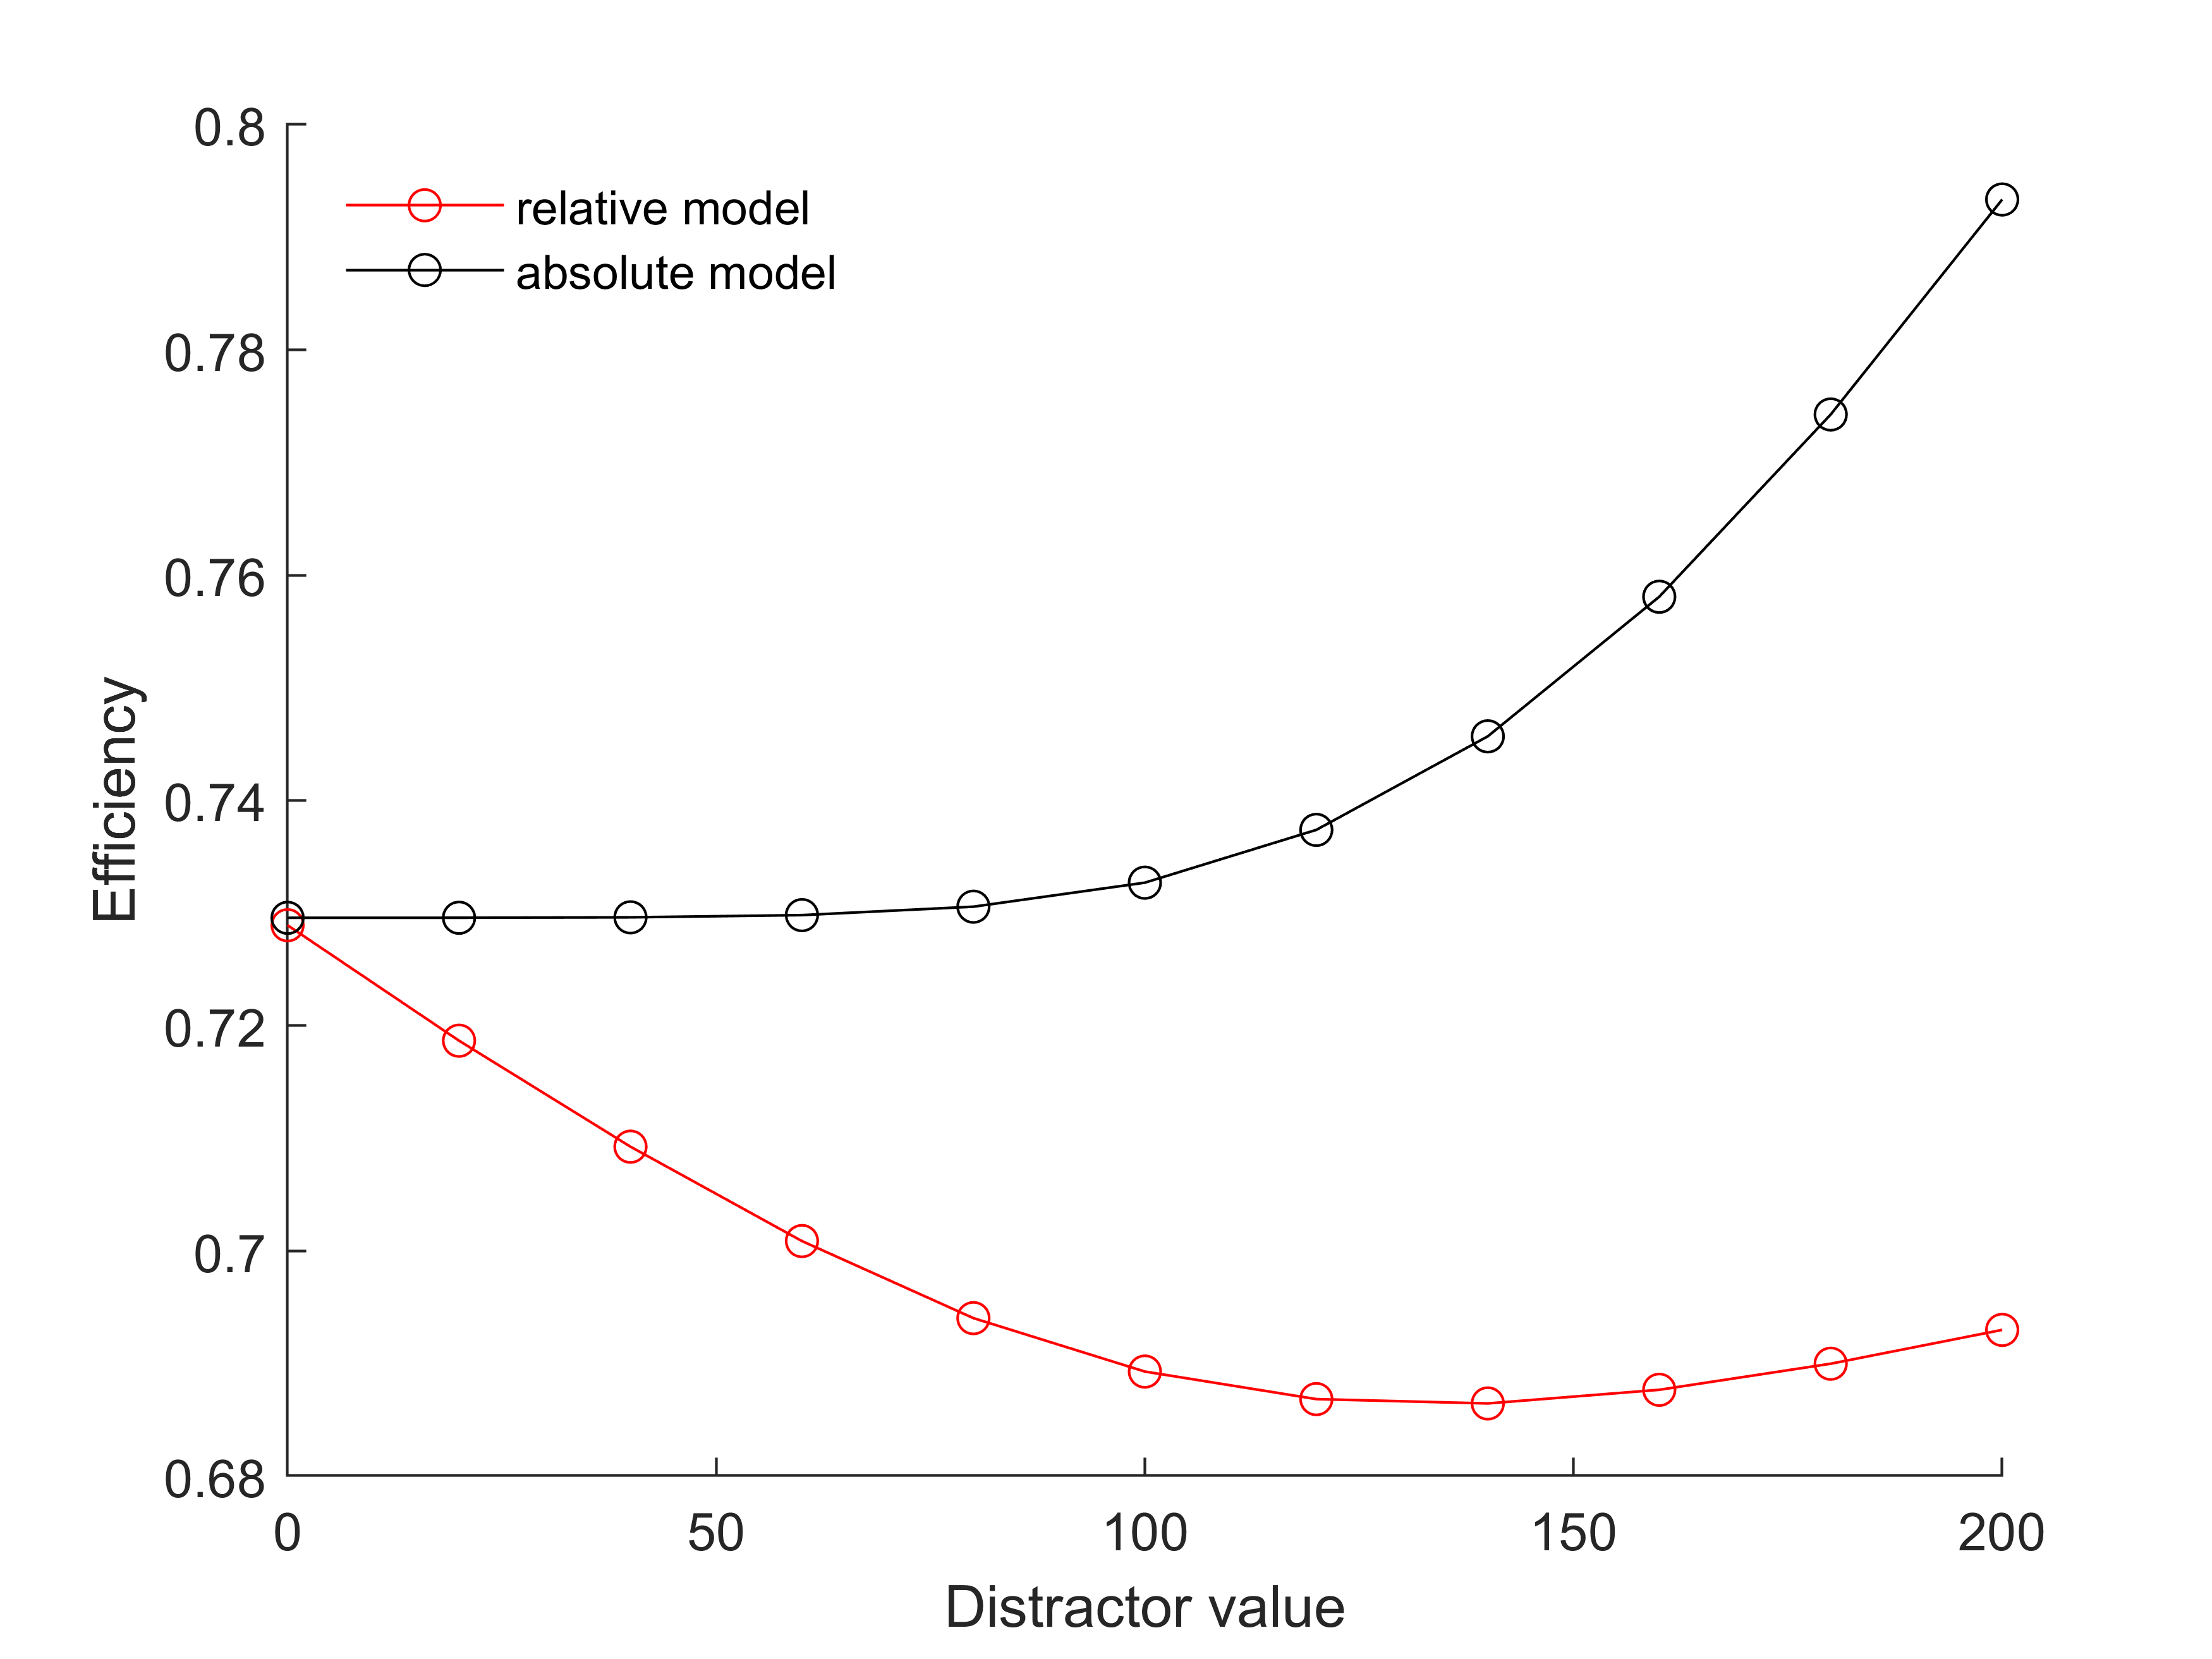 0.8
relative model
absolute model
0.78
0.76
0.74
0.72
0.7
0.68
Efficiency
0 50 100 150 200
Distractor value